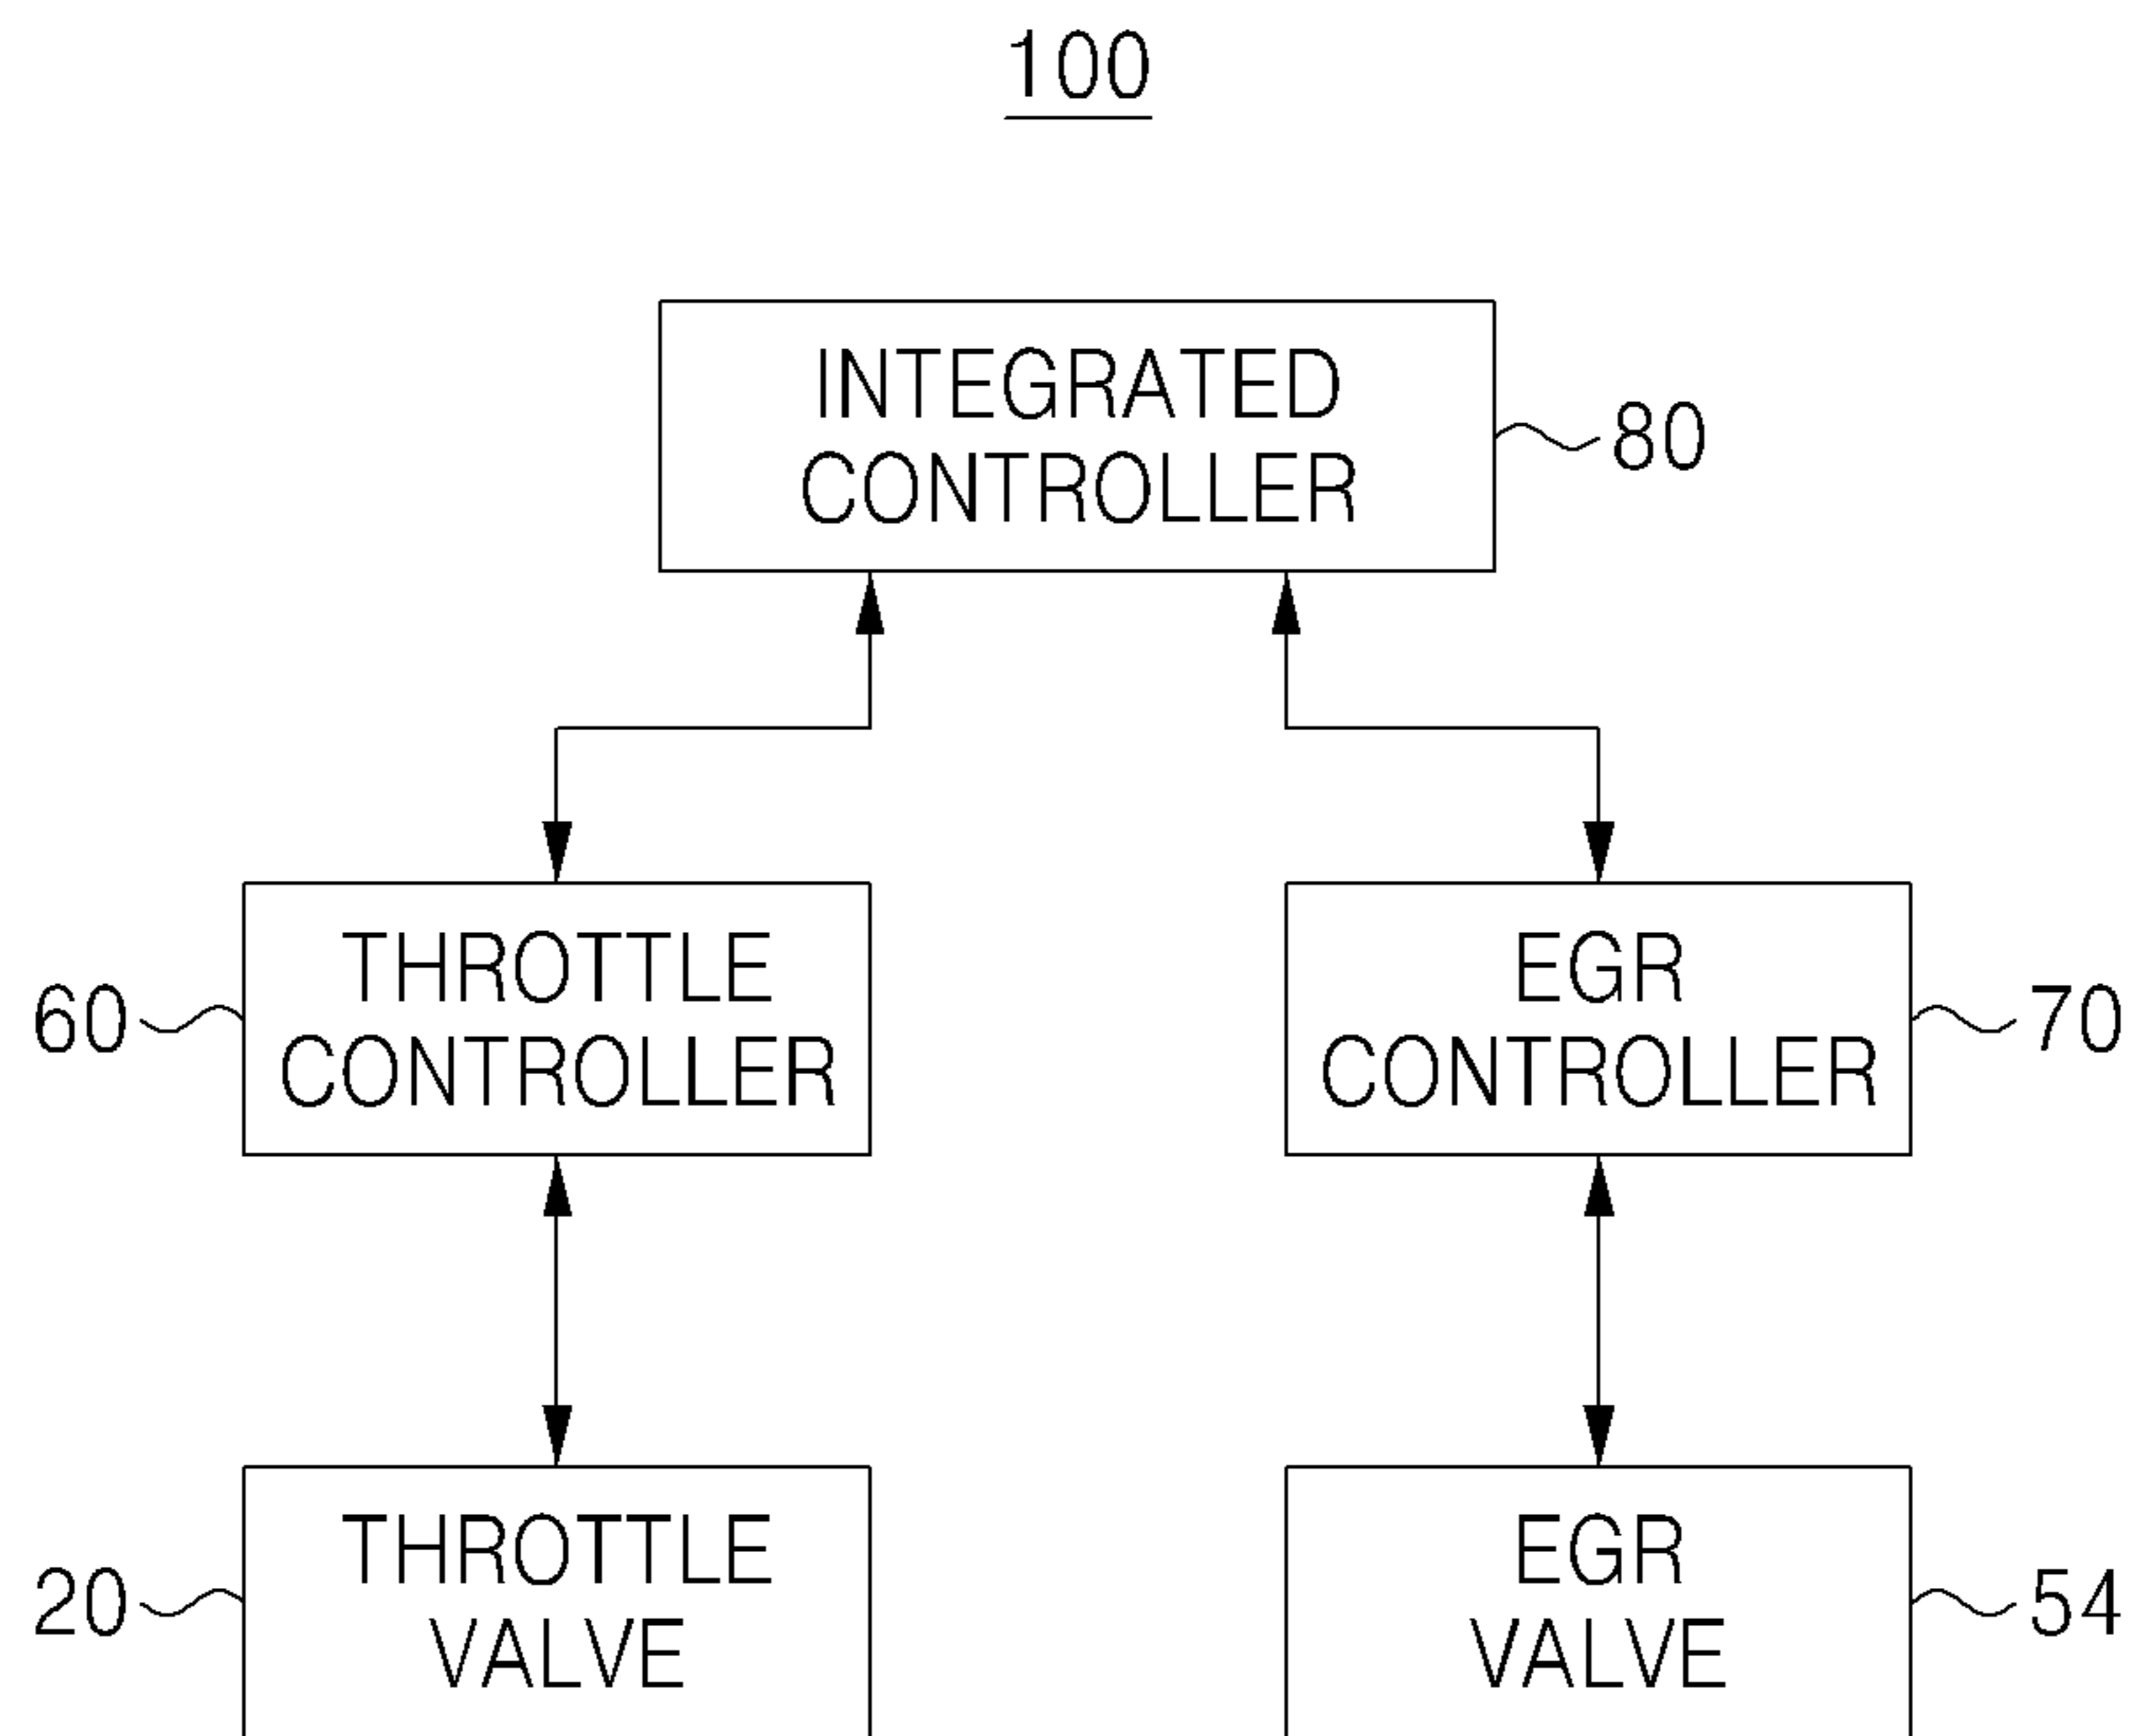 100
INTEGRATED
CONTROLLER
80
THROTTLE
CONTROLLER
60
EGR
CONTROLLER
70
THROTTLE
VALVE
20
EGR
VALVE
54